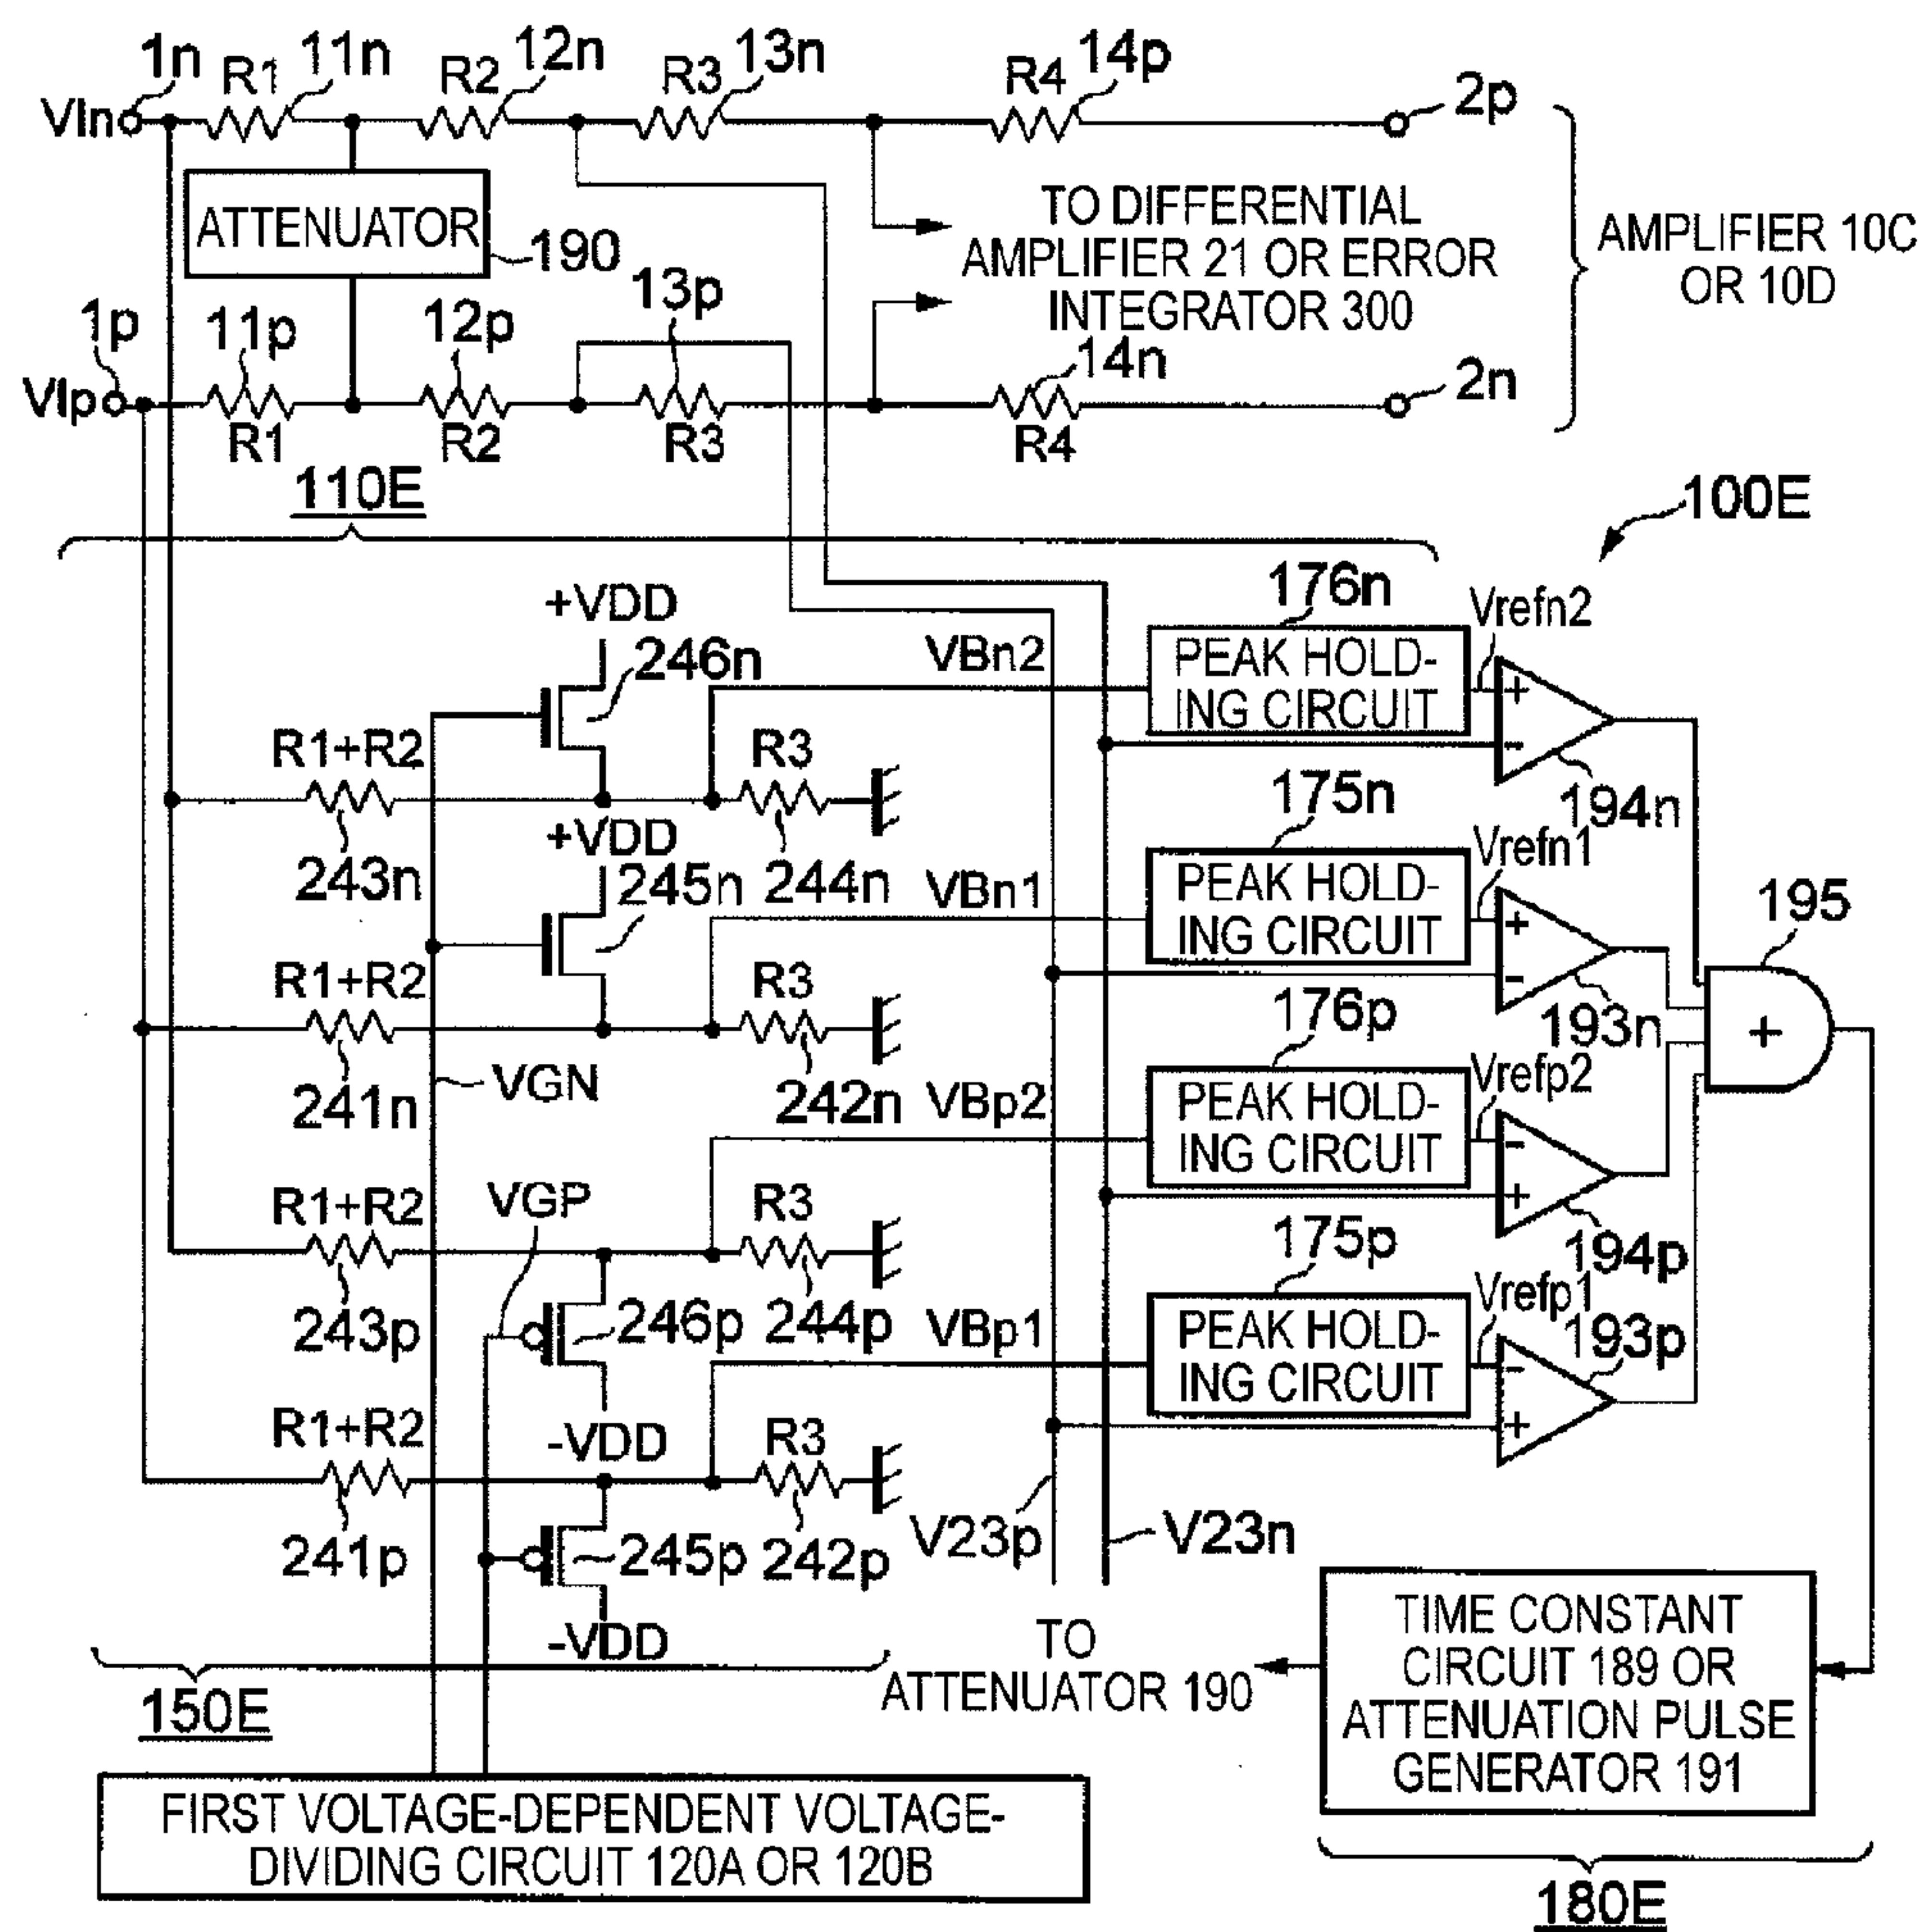 1n
R1
11n
R2
12n
R3
13n
R4
14p
2p
VIn
ATTENUATOR
190
TO DIFFERENTIAL
AMPLIFIER 21 OR ERROR
INTEGRATOR 300
AMPLIFIER 10C
OR 10D
1p
11p
12p
13p
14n
VIp
2n
R1
R2
R3
R4
110E
100E
+VDD
246n
VBn2
176n
PEAK HOLD-
ING CIRCUIT
Vrefn2
+
-
194n
R1+R2
R3
243n
244n
+VDD
245n
VBn1
175n
PEAK HOLD-
ING CIRCUIT
Vrefn1
+
-
193n
195
+
R1+R2
R3
241n
VGN
242n
VBp2
176p
PEAK HOLD-
ING CIRCUIT
Vrefp2
-
+
194p
R1+R2
VGP
R3
243p
246p
244p
VBp1
175p
PEAK HOLD-
ING CIRCUIT
Vrefp1
193p
-
+
-VDD
R1+R2
R3
241p
245p
242p
V23p
V23n
-VDD
150E
TO
ATTENUATOR 190
TIME CONSTANT
CIRCUIT 189 OR
ATTENUATION PULSE
GENERATOR 191
FIRST VOLTAGE-DEPENDENT VOLTAGE-
DIVIDING CIRCUIT 120A OR 120B
180E